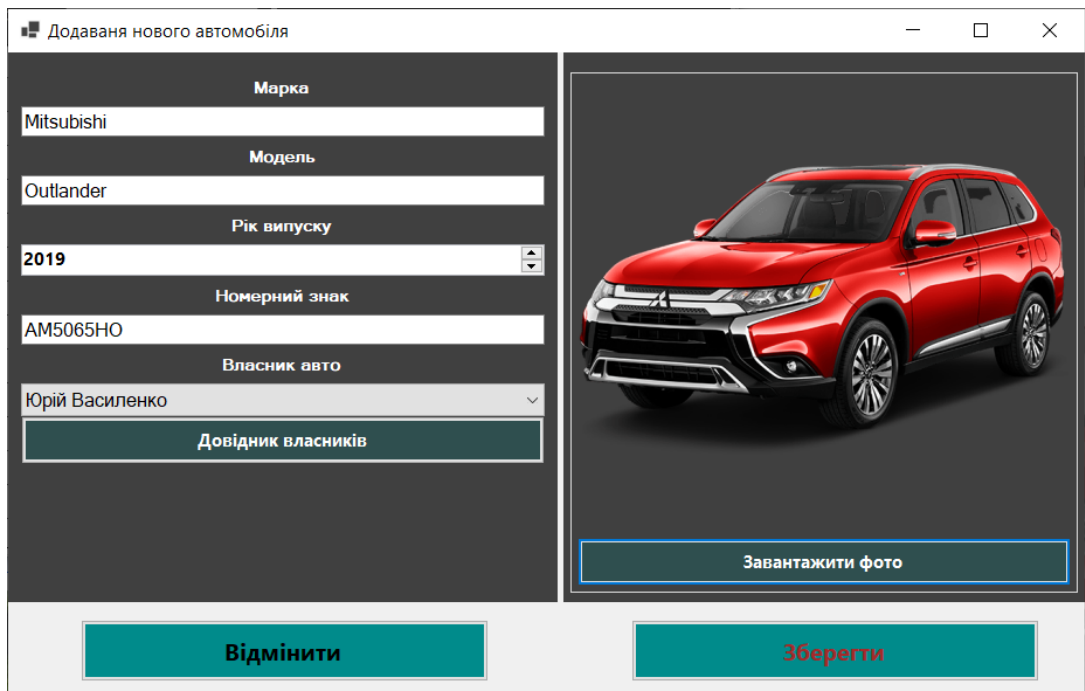 Додаваня нового автомобіля
Марка
Mitsubishi
Модель
Outlander
Рік випуску
2019
Номерний знак
AM5065HO
Власник авто
Юрій Василенко
Довідник власників
Завантажити фото
Відмінити
Зберегти